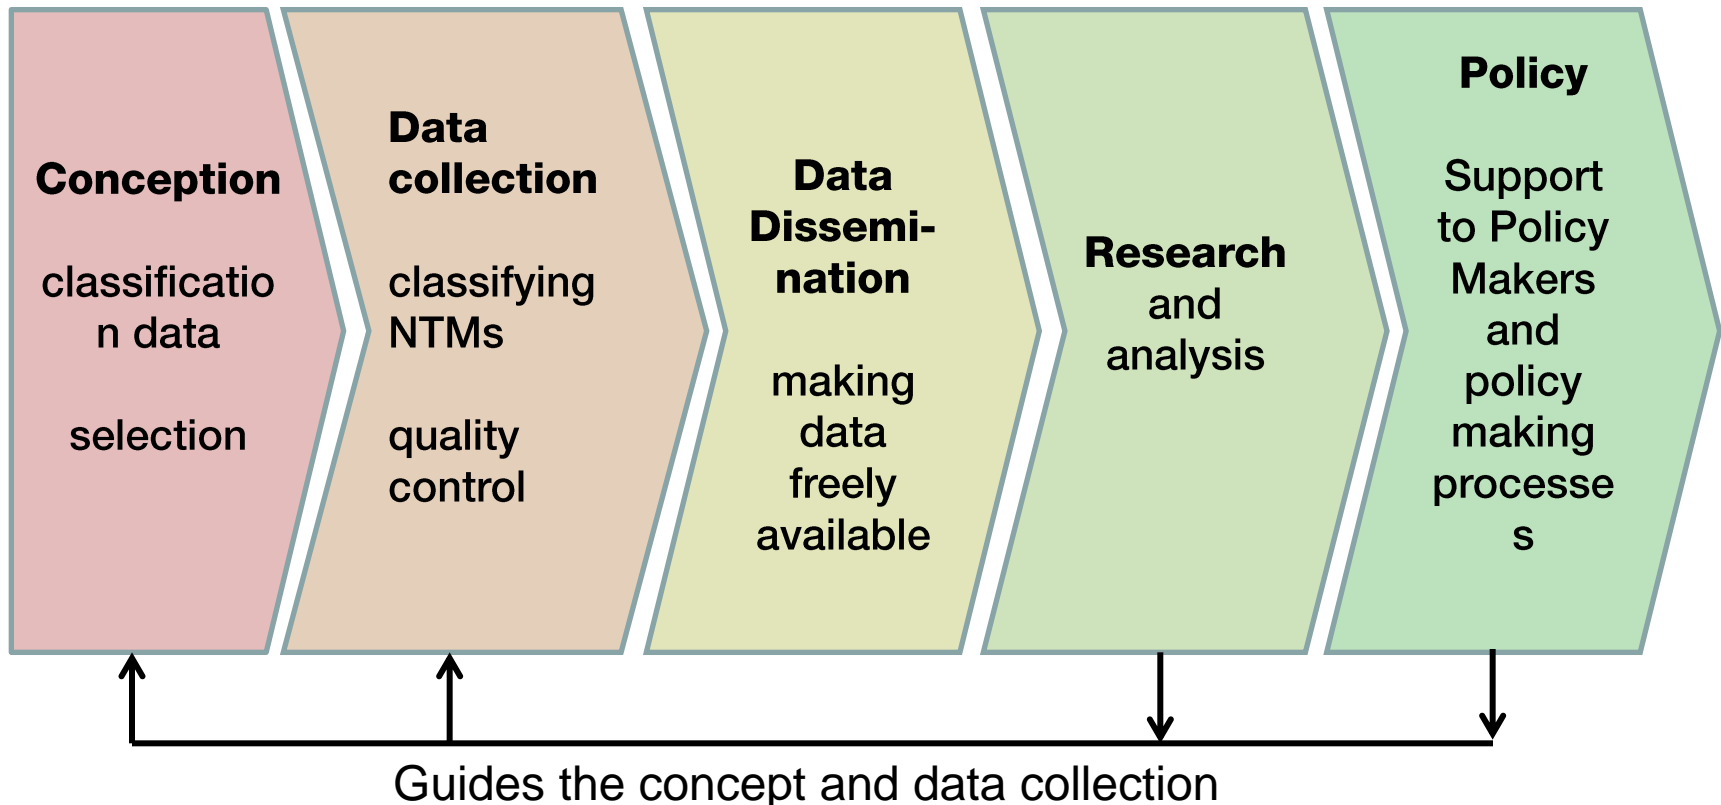 Conception
classificatio
n data
selection
Data
collection
classifying
NTMs
quality
control
Data
Dissemi-
nation
making
data
freely
available
Research
and
analysis
Policy
Support
to Policy
Makers
and
policy
making
processe
s
Guides the concept and data collection